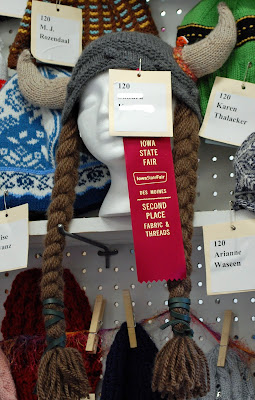 120
M. J.
Rozendaal
120
120
Karen
Thalacker
IOWA
STATE
FAIR
Iowa State Fair
DES MOINES
SECOND
PLACE
FABRIC &
THREADS
120
Arianne
Wascen